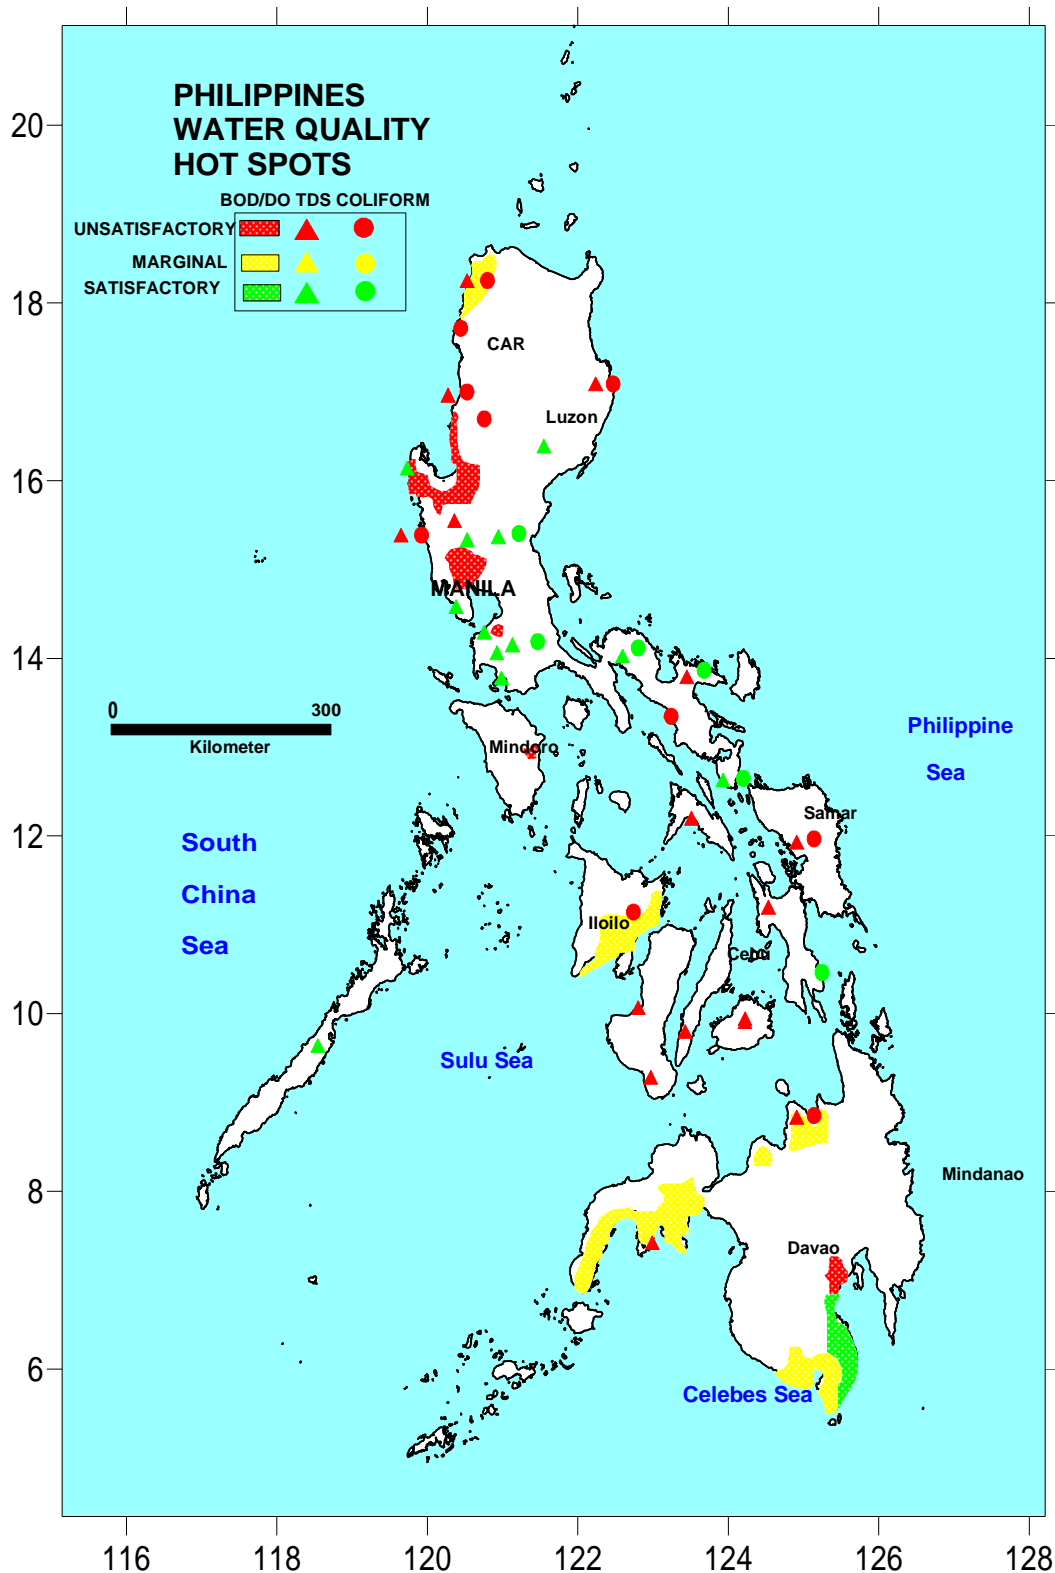 PHILIPPINES
WATER QUALITY
HOT SPOTS
BOD/DO TDS COLIFORM
UNSATISFACTORY
MARGINAL
SATISFACTORY
20
18
CAR
Luzon
16
MANILA
14
0 300
Kilometer
Philippine
Sea
Mindoro
12
Samar
South
China
Sea
Iloilo
Cebu
10
Sulu Sea
8
Mindanao
Davao
6
Celebes Sea
116 118 120 122 124 126 128